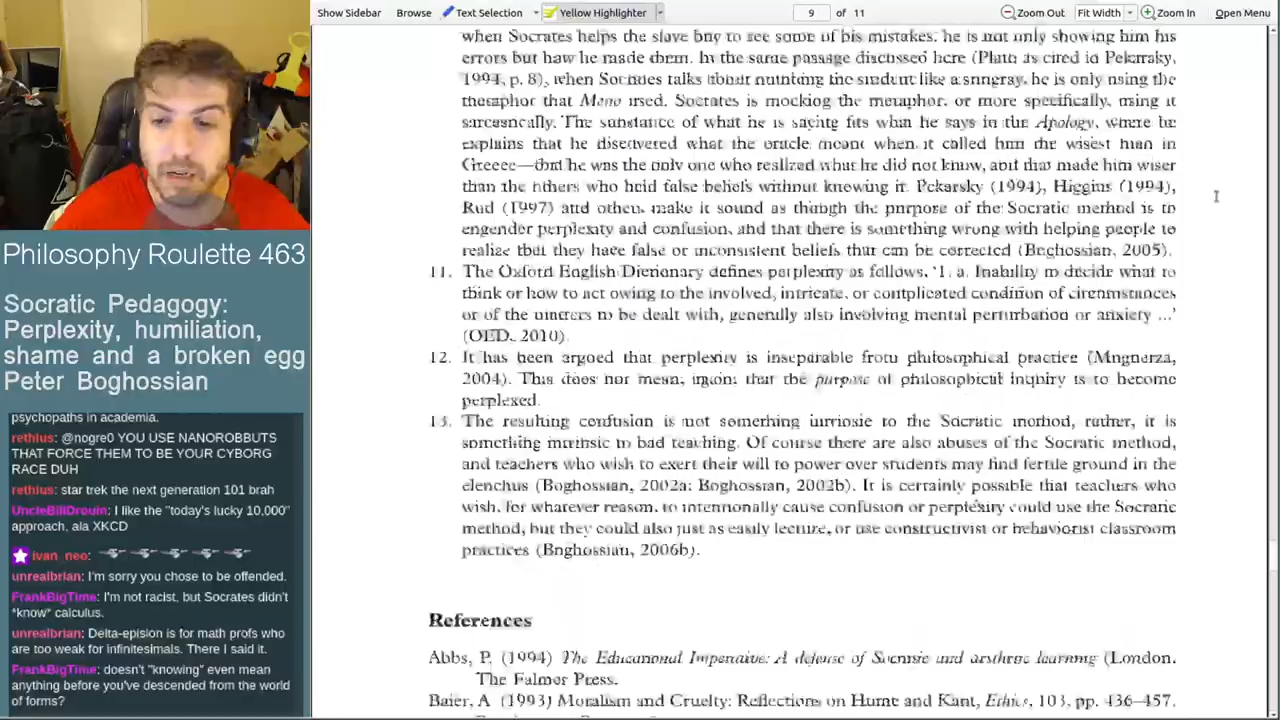 Show Sidebar Browse Text Selection Yellow Highlighter 9 of 11 Zoom Out Fit Width Zoom In Open Menu
when Socrates helps the slave boy to see some of his mistakes, he is not only showing him his
errors but how he made them. In the same passage discussed here (Plato as cited in Pekarsky,
1994, p. 8), when Socrates talks about numbing the student like a stingray, he is only using the
metaphor that Meno used. Socrates is mocking the metaphor, or more specifically, using it
sarcastically. The substance of what he is saying fits what he says in the Apology, where he
explains that he discovered what the oracle meant when it called him the wisest man in
Greece—that he was the only one who realized what he did not know, and that made him wiser
than the others who held false beliefs without knowing it. Pekarsky (1994), Higgins (1994),
Rud (1997) and others make it sound as though the purpose of the Socratic method is to
engender perplexity and confusion, and that there is something wrong with helping people to
realize that they have false or inconsistent beliefs that can be corrected (Boghossian, 2005).
11. The Oxford English Dictionary defines perplexity as follows, '1. a. Inability to decide what to
think or how to act owing to the involved, intricate, or complicated condition of circumstances
or of the matters to be dealt with, generally also involving mental perturbation or anxiety ...'
(OED, 2010).
12. It has been argued that perplexity is inseparable from philosophical practice
2004). This does not mean, again, that the purpose of philosophical inquiry is to become
perplexed.
13. The resulting confusion is not something intrinsic to the Socratic method, rather, it is
something intrinsic to bad teaching. Of course there are also abuses of the Socratic method,
and teachers who wish to exert their will to power over students may find fertile ground in the
elenchus (Boghossian, 2002a; Boghossian, 2002b). It is certainly possible that teachers who
wish, for whatever reason, to intentionally cause confusion or perplexity could use the Socratic
method, but they could also just as easily lecture, or use constructivist or behaviorist classroom
practices (Boghossian, 2006b).
References
Abbs, P. (1994) The Educational Imperative: A defense of Socratic and aesthetic learning (London,
The Falmer Press.
Baier, A (1993) Moralism and Cruelty: Reflections on Hume and Kant, Ethics, 103, pp. 436–457.
Philosophy Roulette 463
Socratic Pedagogy:
Perplexity, humiliation,
shame and a broken egg
Peter Boghossian
psychopaths in academia.
rethius: @nogre0 YOU USE NANOROBBUTS
THAT FORCE THEM TO BE YOUR CYBORG
RACE DUH
rethius: star trek the next generation 101 brah
UncleBillDrouin: I like the "today's lucky 10,000"
approach, ala XKCD
ivan_neo:
unrealbrian: I'm sorry you chose to be offended.
FrankBigTime: I'm not racist, but Socrates didn't
*know* calculus.
unrealbrian: Delta-epision is for math profs who
are too weak for infinitesimals. There I said it.
FrankBigTime: doesn't "knowing" even mean
anything before you've descended from the world
of forms?